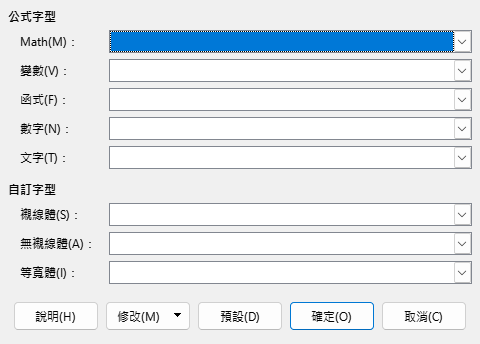 公式字型
Math(M)：
變數(V)：
函式(F)：
數字(N)：
文字(T)：
自訂字型
襯線體(S)：
無襯線體(A)：
等寬體(I)：
說明(H) 修改(M) 預設(D) 確定(O) 取消(C)